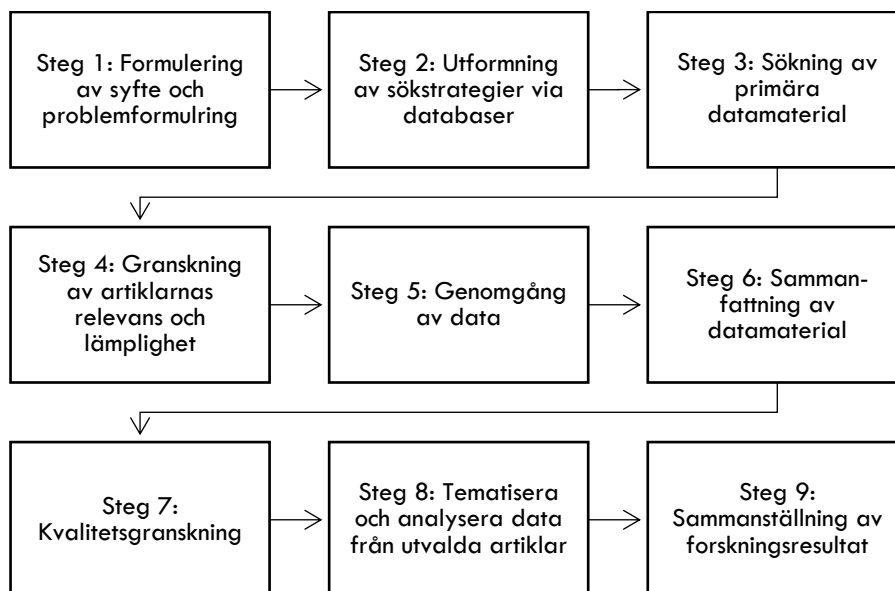 Steg 1: Formulering
av syfte och
problemformulring
Steg 2: Utformning
av sökstrategier via
databaser
Steg 3: Sökning av
primära
datamaterial
Steg 4: Granskning
av artiklarnas
relevans och
lämplighet
Steg 5: Genomgång
av data
Steg 6: Samman-
fattning av
datamaterial
Steg 7:
Kvalitetsgranskning
Steg 8: Tematisera
och analysera data
från utvalda artiklar
Steg 9:
Sammanställning av
forskningsresultat